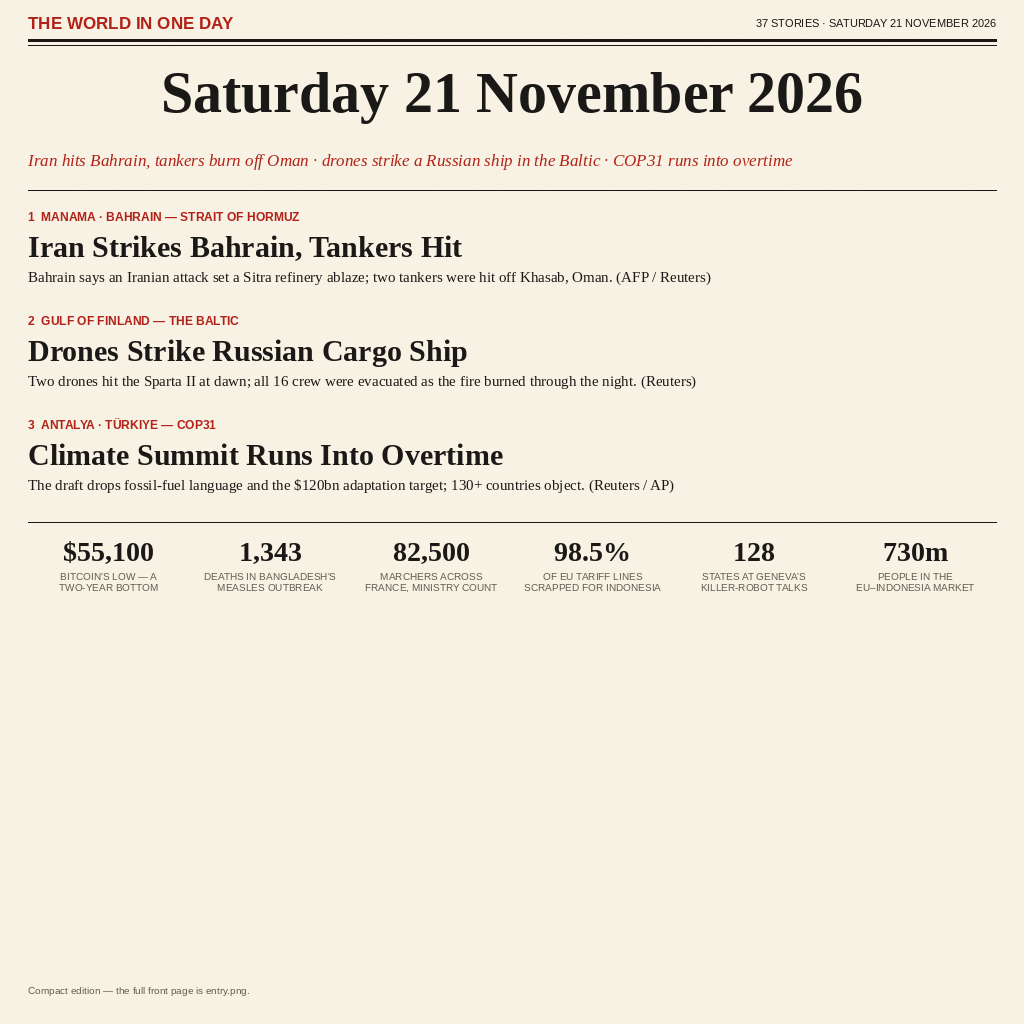 THE WORLD IN ONE DAY
37 STORIES · SATURDAY 21 NOVEMBER 2026
Saturday 21 November 2026
Iran hits Bahrain, tankers burn off Oman · drones strike a Russian ship in the Baltic · COP31 runs into overtime
1 MANAMA · BAHRAIN — STRAIT OF HORMUZ
Iran Strikes Bahrain, Tankers Hit
Bahrain says an Iranian attack set a Sitra refinery ablaze; two tankers were hit off Khasab, Oman. (AFP / Reuters)
2 GULF OF FINLAND — THE BALTIC
Drones Strike Russian Cargo Ship
Two drones hit the Sparta II at dawn; all 16 crew were evacuated as the fire burned through the night. (Reuters)
3 ANTALYA · TÜRKIYE — COP31
Climate Summit Runs Into Overtime
The draft drops fossil-fuel language and the $120bn adaptation target; 130+ countries object. (Reuters / AP)
$55,100
BITCOIN'S LOW — A
TWO-YEAR BOTTOM
1,343
DEATHS IN BANGLADESH'S
MEASLES OUTBREAK
82,500
MARCHERS ACROSS
FRANCE, MINISTRY COUNT
98.5%
OF EU TARIFF LINES
SCRAPPED FOR INDONESIA
128
STATES AT GENEVA'S
KILLER-ROBOT TALKS
730m
PEOPLE IN THE
EU–INDONESIA MARKET
Compact edition — the full front page is entry.png.